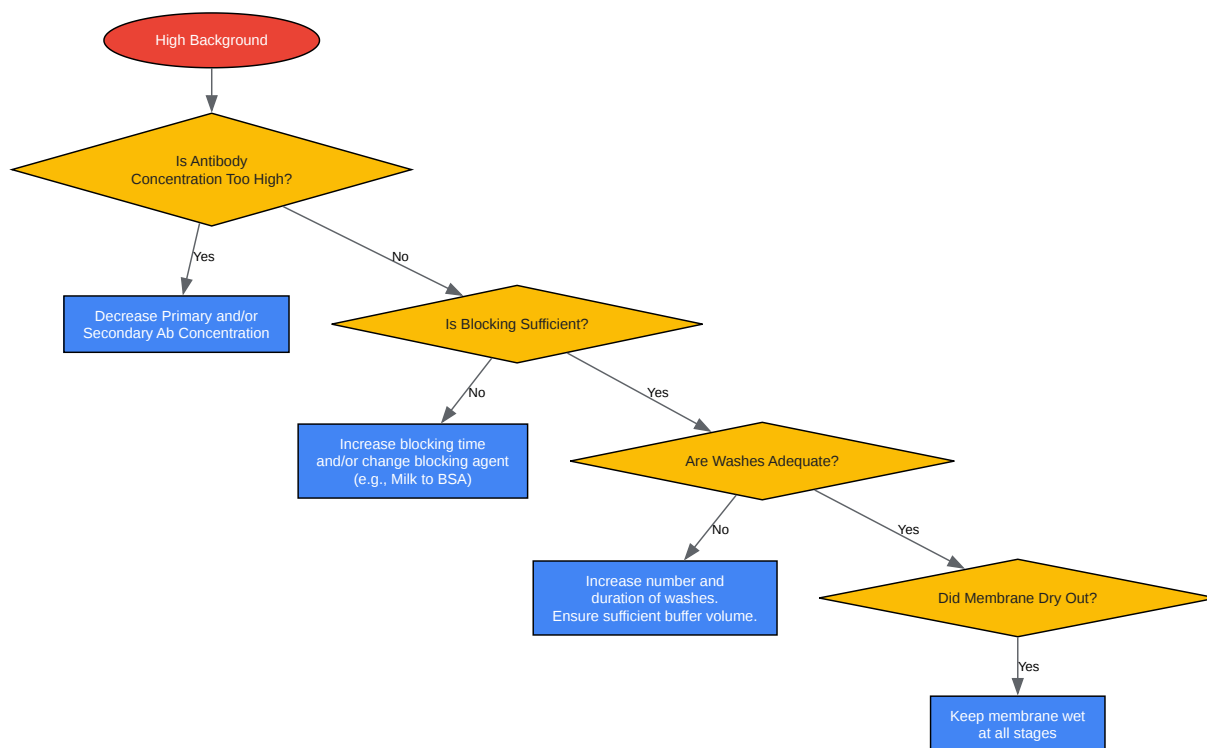 High Background
Is Antibody
Concentration Too High?
Yes
No
Decrease Primary and/or
Secondary Ab Concentration
Is Blocking Sufficient?
No
Yes
Increase blocking time
and/or change blocking agent
(e.g., Milk to BSA)
Are Washes Adequate?
No
Yes
Increase number and
duration of washes.
Ensure sufficient buffer volume.
Did Membrane Dry Out?
Yes
Keep membrane wet
at all stages